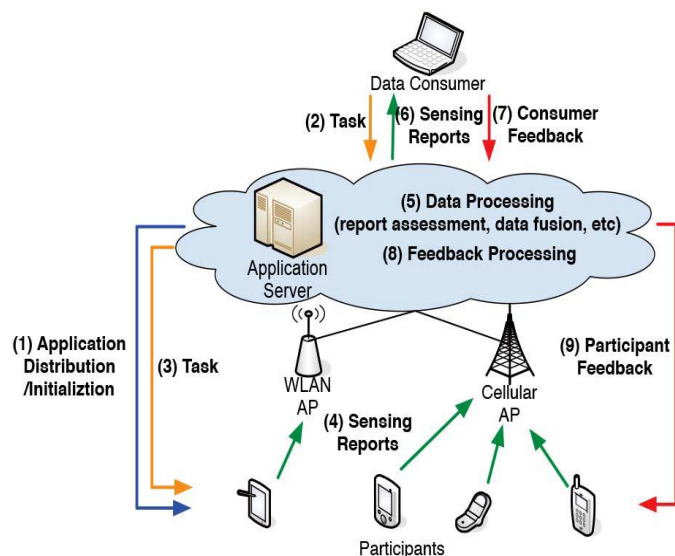 Data Consumer
(2) Task
(6) Sensing
Reports
(7) Consumer
Feedback
(5) Data Processing
(report assessment, data fusion, etc)
(8) Feedback Processing
Application
Server
(1) Application
Distribution
/Initializtion
(3) Task
WLAN
AP
(4) Sensing
Reports
Cellular
AP
(9) Participant
Feedback
Participants